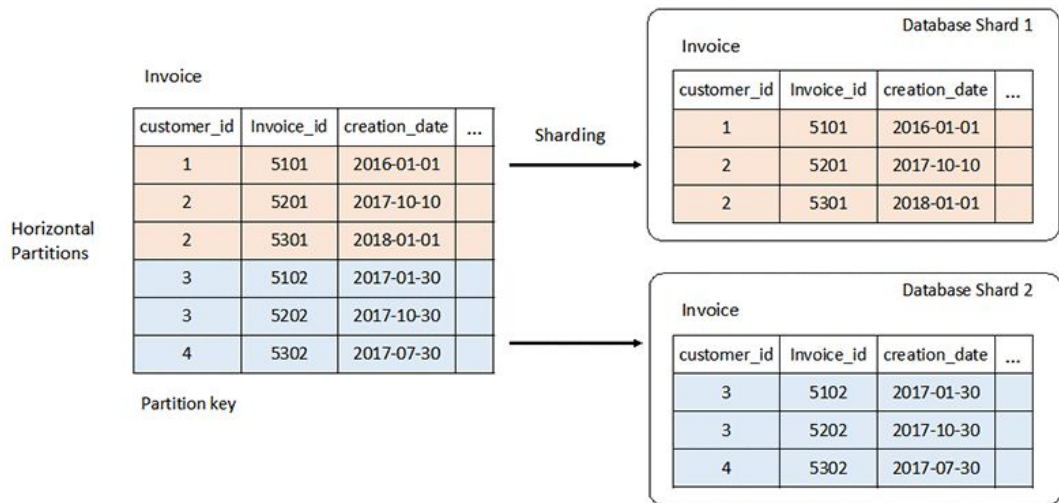 Invoice
customer_id Invoice_id creation_date ...
1 5101 2016-01-01
2 5201 2017-10-10
2 5301 2018-01-01
3 5102 2017-01-30
3 5202 2017-10-30
4 5302 2017-07-30
Horizontal
Partitions
Partition key
Sharding
Database Shard 1
Invoice
customer_id Invoice_id creation_date ...
1 5101 2016-01-01
2 5201 2017-10-10
2 5301 2018-01-01
Database Shard 2
Invoice
customer_id Invoice_id creation_date ...
3 5102 2017-01-30
3 5202 2017-10-30
4 5302 2017-07-30